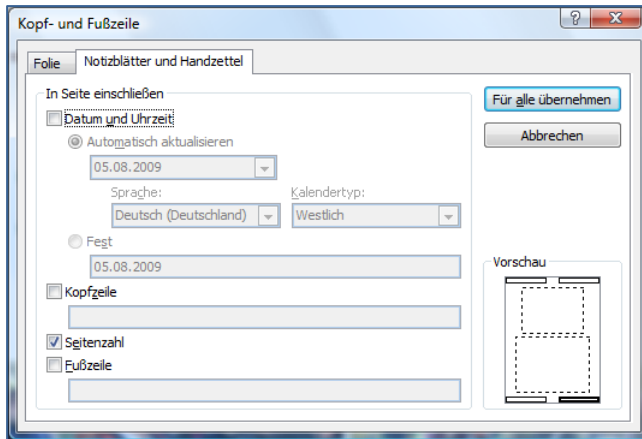 Kopf- und Fußzeile
Folie Notizblätter und Handzettel
In Seite einschließen
Datum und Uhrzeit
Automatisch aktualisieren
05.08.2009
Sprache: Kalendertyp:
Deutsch (Deutschland) Westlich
Fest
05.08.2009
Kopfzeile
Seitenzahl
Fußzeile
Für alle übernehmen
Abbrechen
Vorschau